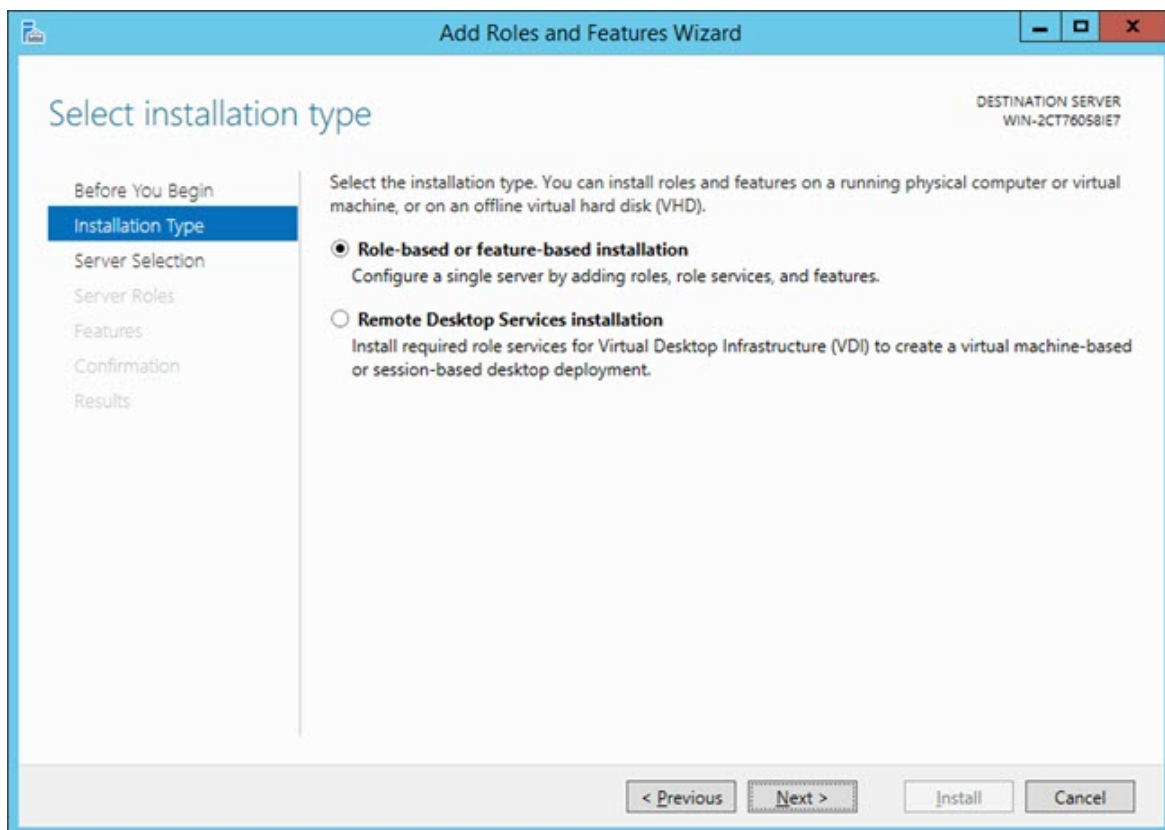 Add Roles and Features Wizard
Select installation type
DESTINATION SERVER
WIN-2CT76058IE7
Before You Begin
Installation Type
Server Selection
Server Roles
Features
Confirmation
Results
Select the installation type. You can install roles and features on a running physical computer or virtual
machine, or on an offline virtual hard disk (VHD).
Role-based or feature-based installation
Configure a single server by adding roles, role services, and features.
Remote Desktop Services installation
Install required role services for Virtual Desktop Infrastructure (VDI) to create a virtual machine-based
or session-based desktop deployment.
< Previous
Next >
Install
Cancel